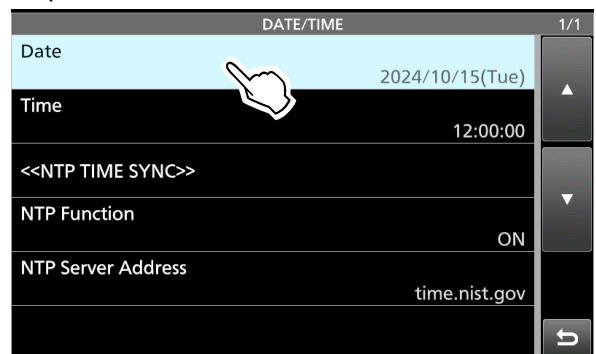 DATE/TIME 1/1
Date
2024/10/15(Tue)
Time
12:00:00
<<NTP TIME SYNC>>
NTP Function
ON
NTP Server Address
time.nist.gov